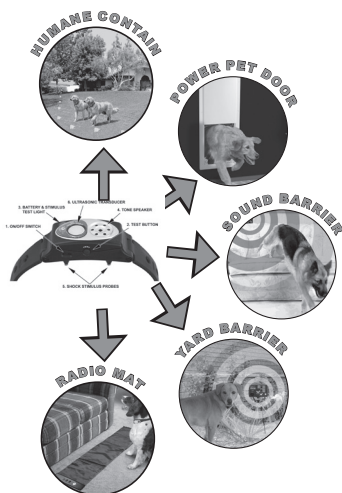 HUMANE CONTAIN
POWER PET DOOR
6. ULTRASONIC TRANSDUCER
3. BATTERY & STIMULUS
TEST LIGHT
4. TONE SPEAKER
1. ON/OFF SWITCH
2. TEST BUTTON
5. SHOCK STIMULUS PROBES
SOUND BARRIER
YARD BARRIER
RADIO MAT